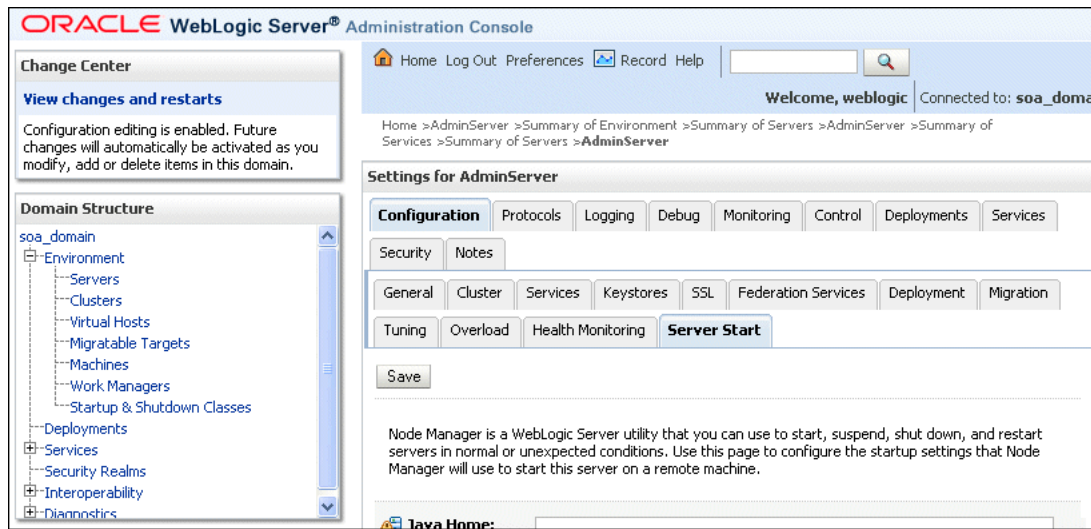 ORACLE WebLogic Server® Administration Console
Change Center
View changes and restarts
Configuration editing is enabled. Future
changes will automatically be activated as you
modify, add or delete items in this domain.
Domain Structure
soa_domain
Environment
Servers
Clusters
Virtual Hosts
Migratable Targets
Machines
Work Managers
Startup & Shutdown Classes
Deployments
Services
Security Realms
Interoperability
Diagnostics
Home Log Out Preferences Record Help
Welcome, weblogic Connected to: soa_doma
Home >AdminServer >Summary of Environment >Summary of Servers >AdminServer >Summary of
Services >Summary of Servers >AdminServer
Settings for AdminServer
Configuration Protocols Logging Debug Monitoring Control Deployments Services
Security Notes
General Cluster Services Keystores SSL Federation Services Deployment Migration
Tuning Overload Health Monitoring Server Start
Save
Node Manager is a WebLogic Server utility that you can use to start, suspend, shut down, and restart
servers in normal or unexpected conditions. Use this page to configure the startup settings that Node
Manager will use to start this server on a remote machine.
Java Home: